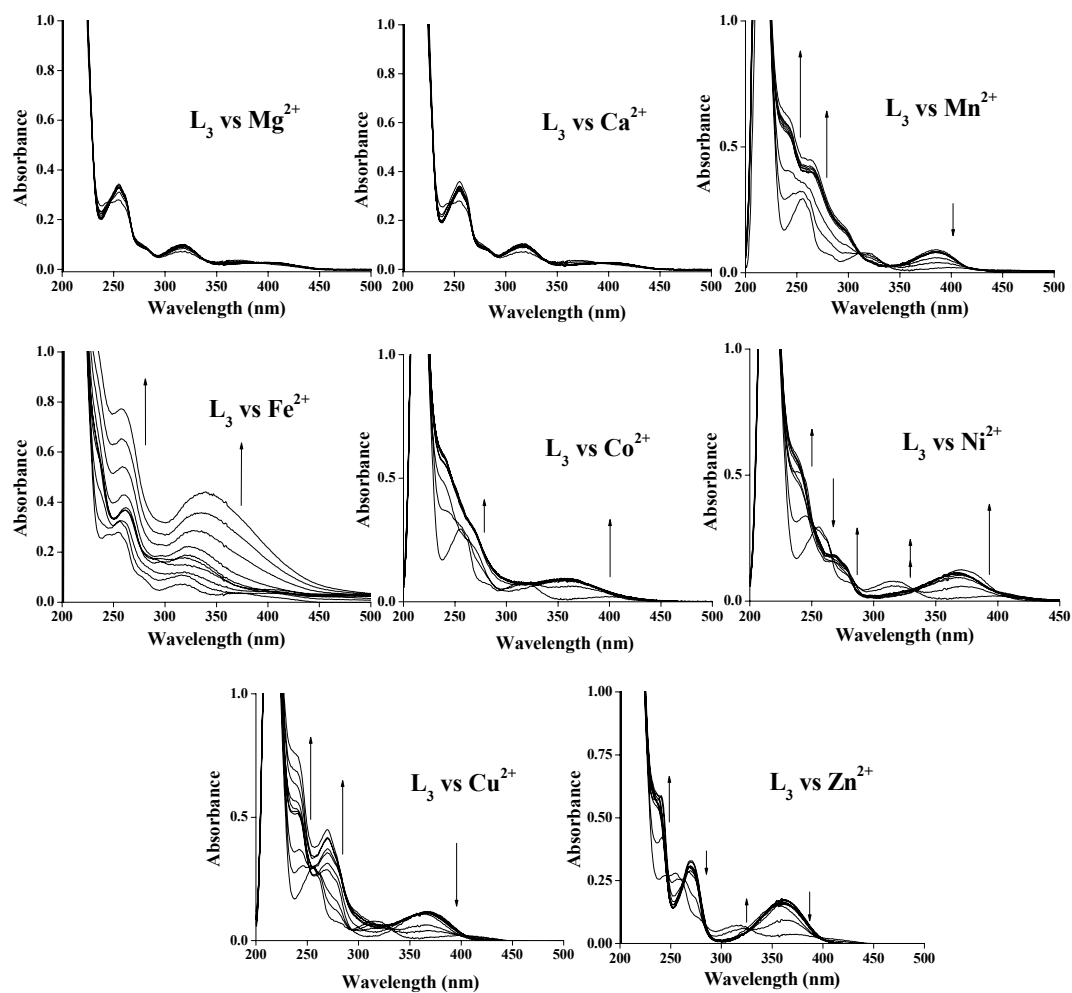 1.0
0.8
0.6
0.4
0.2
0.0
Absorbance
L3 vs Mg2+
200 250 300 350 400 450 500
Wavelength (nm)
1.0
0.8
0.6
0.4
0.2
0.0
Absorbance
L3 vs Ca2+
200 250 300 350 400 450 500
Wavelength (nm)
1.0
0.5
0.0
Absorbance
L3 vs Mn2+
200 250 300 350 400 450 500
Wavelength (nm)
1.0
0.8
0.6
0.4
0.2
0.0
Absorbance
L3 vs Fe2+
200 250 300 350 400 450 500
Wavelength (nm)
1.0
0.5
0.0
Absorbance
L3 vs Co2+
200 250 300 350 400 450 500
Wavelength (nm)
1.0
0.5
0.0
Absorbance
L3 vs Ni2+
200 250 300 350 400 450
Wavelength (nm)
1.0
0.5
0.0
Absorbance
L3 vs Cu2+
200 250 300 350 400 450 500
Wavelength (nm)
1.00
0.75
0.50
0.25
0.00
Absorbance
L3 vs Zn2+
200 250 300 350 400 450 500
Wavelength (nm)